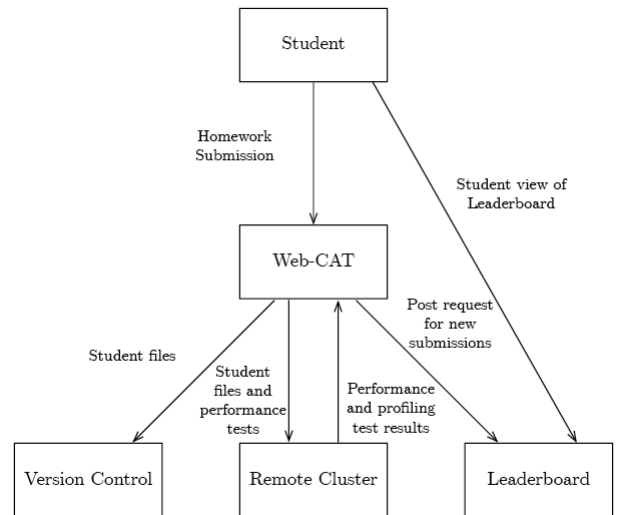 Student
Homework
Submission
Student view of
Leaderboard
Web-CAT
Post request
for new
submissions
Student files
Student
files and
performance
tests
Performance
and profiling
test results
Version Control
Remote Cluster
Leaderboard